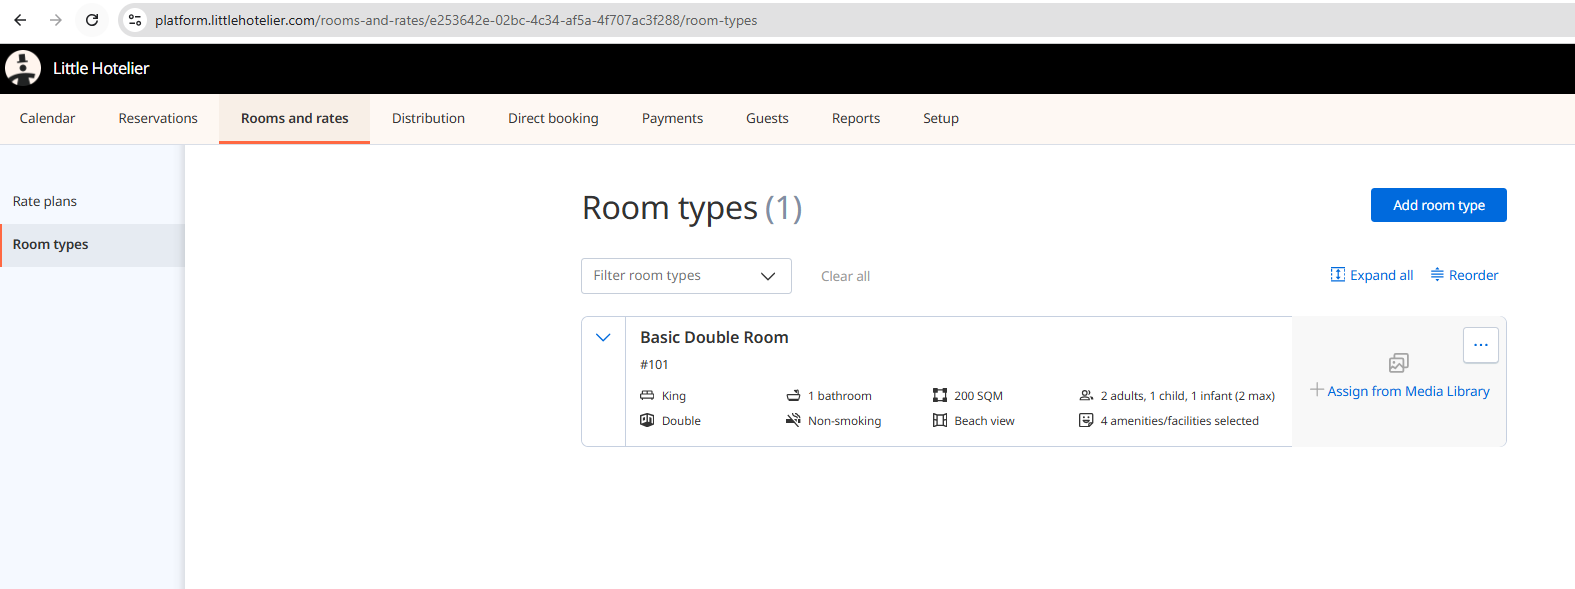 platform.littlehotelier.com/rooms-and-rates/e253642e-02bc-4c34-af5a-4f707ac3f288/room-types
Little Hotelier
Calendar Reservations Rooms and rates Distribution Direct booking Payments Guests Reports Setup
Rate plans
Room types
Room types (1)
Add room type
Filter room types Clear all Expand all Reorder
Basic Double Room
#101
King 1 bathroom 200 SQM 2 adults, 1 child, 1 infant (2 max)
Double Non-smoking Beach view 4 amenities/facilities selected
Assign from Media Library